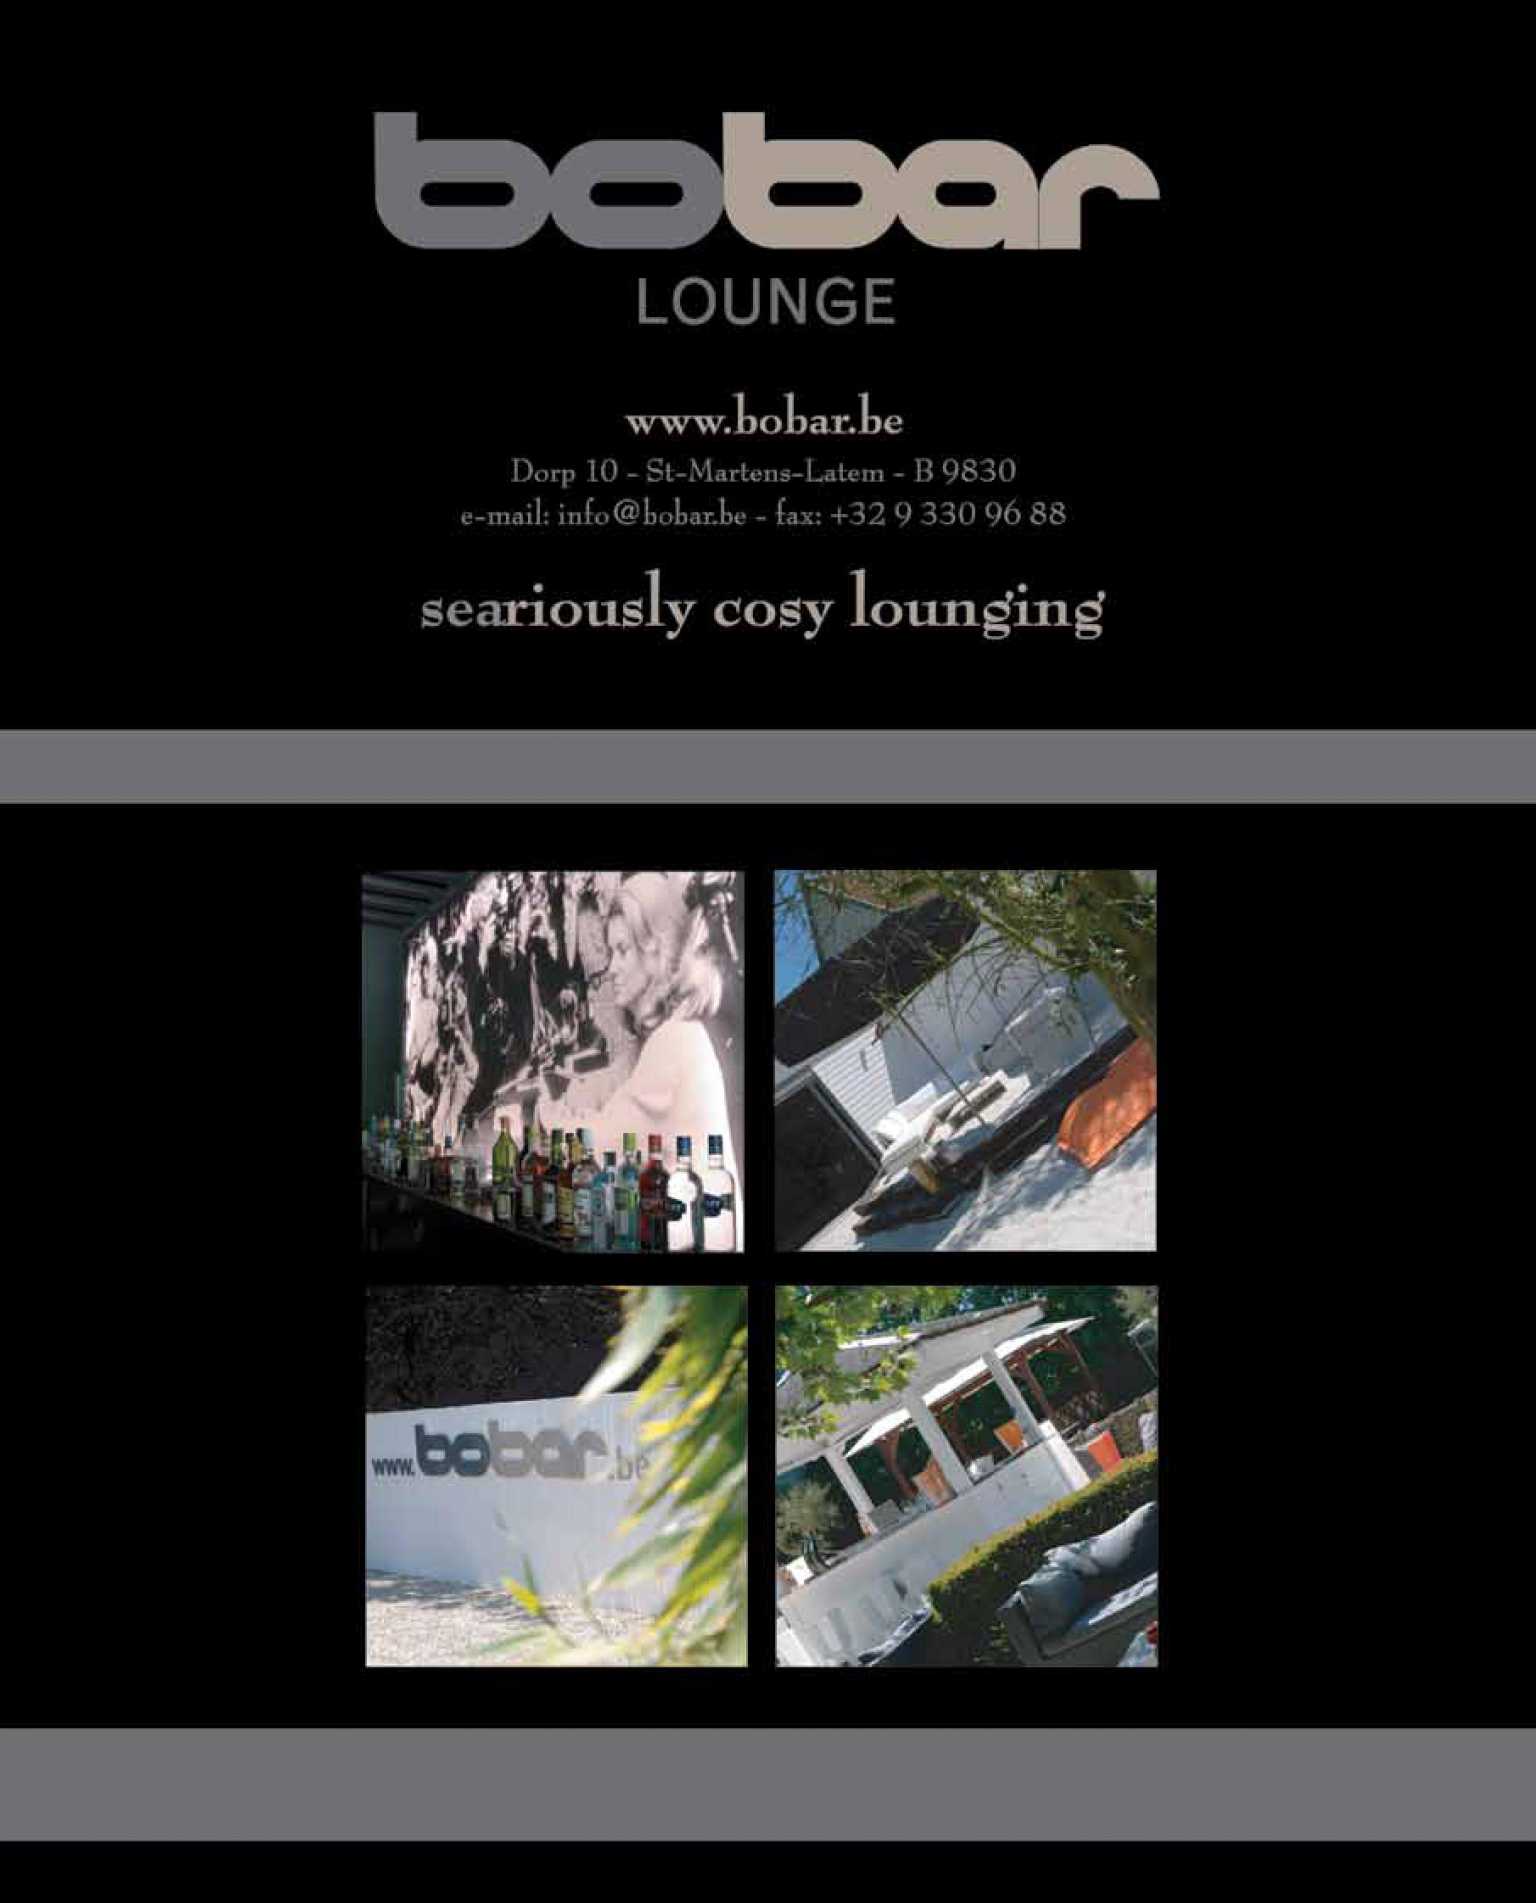 bobar
LOUNGE
www.bobar.be
Dorp 10 - St-Martens-Latem - B 9830
e-mail: info@bobar.be - fax: +32 9 330 96 88
seariously cosy lounging
www.bobar.be